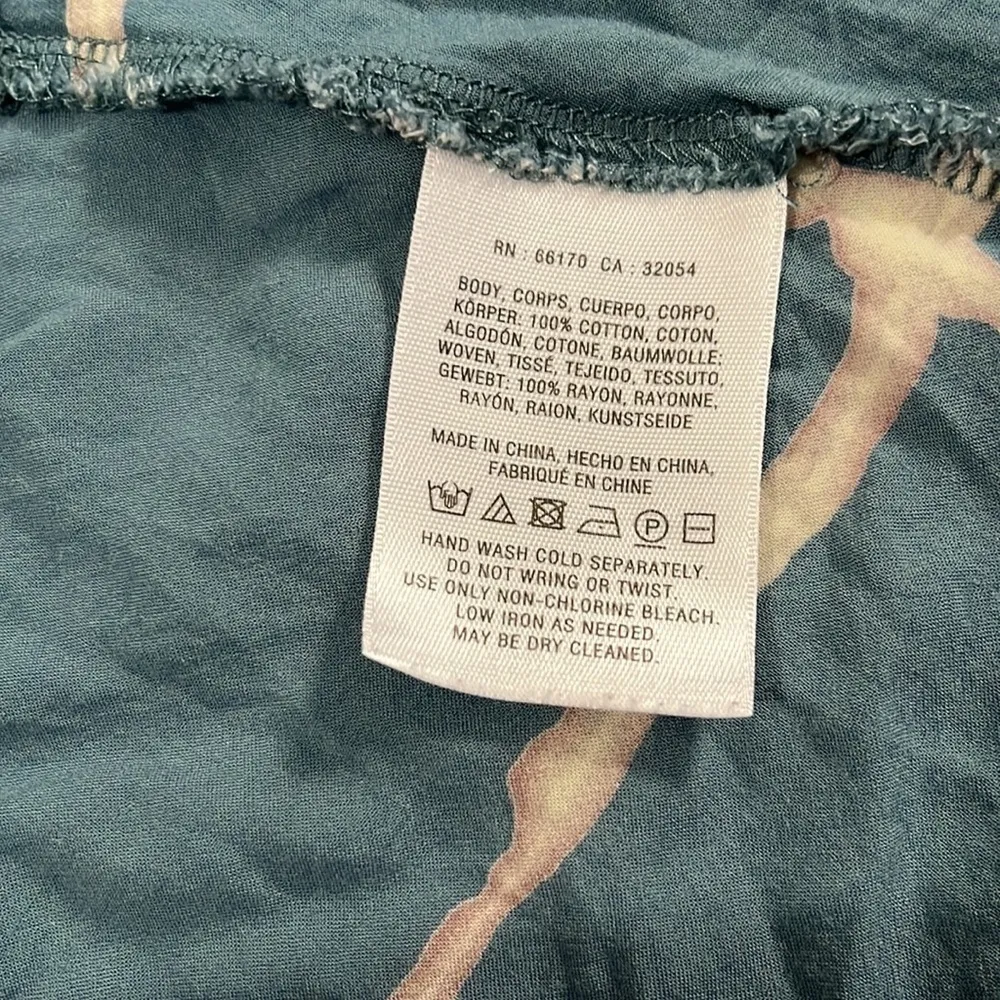 RN : 66170 CA : 32054
BODY, CORPS, CUERPO, CORPO,
KÖRPER: 100% COTTON, COTON,
ALGODÓN, COTONE, BAUMWOLLE;
WOVEN, TISSÉ, TEJEIDO, TESSUTO,
GEWEBT: 100% RAYON, RAYONNE,
RAYÓN, RAION, KUNSTSEIDE
MADE IN CHINA, HECHO EN CHINA,
FABRIQUÉ EN CHINE
P
HAND WASH COLD SEPARATELY.
DO NOT WRING OR TWIST.
USE ONLY NON-CHLORINE BLEACH.
LOW IRON AS NEEDED.
MAY BE DRY CLEANED.